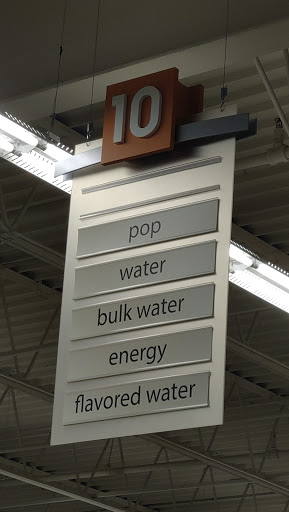 10
pop
water
bulk water
energy
flavored water